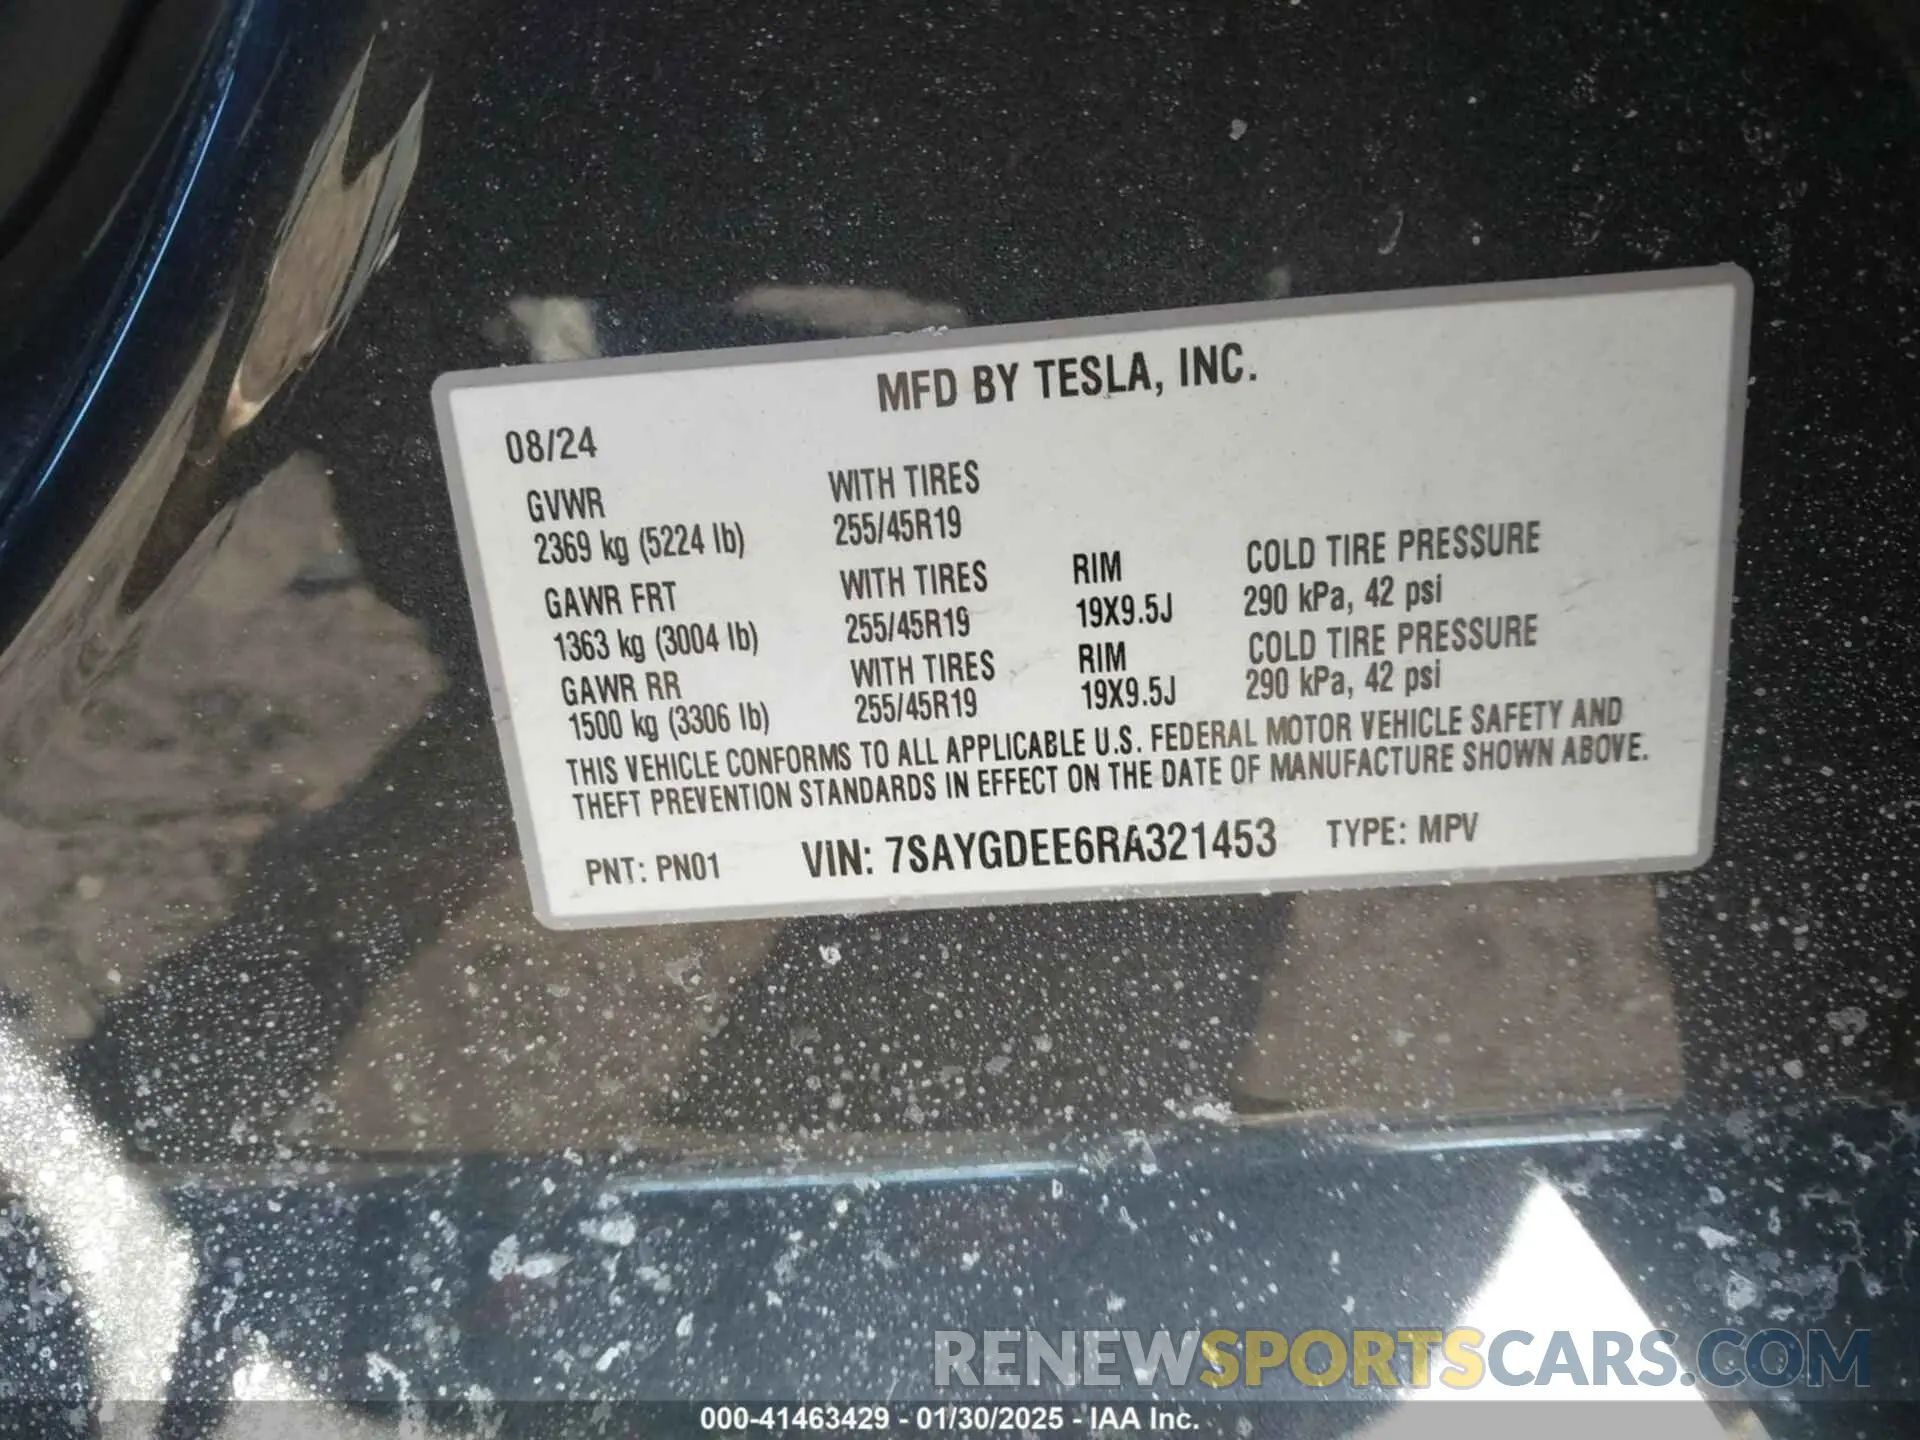 MFD BY TESLA, INC.
08/24
GVWR WITH TIRES
2369 kg (5224 lb) 255/45R19
GAWR FRT WITH TIRES RIM COLD TIRE PRESSURE
1363 kg (3004 lb) 255/45R19 19X9.5J 290 kPa, 42 psi
GAWR RR WITH TIRES RIM COLD TIRE PRESSURE
1500 kg (3306 lb) 255/45R19 19X9.5J 290 kPa, 42 psi
THIS VEHICLE CONFORMS TO ALL APPLICABLE U.S. FEDERAL MOTOR VEHICLE SAFETY AND
THEFT PREVENTION STANDARDS IN EFFECT ON THE DATE OF MANUFACTURE SHOWN ABOVE.
PNT: PN01 VIN: 7SAYGDEE6RA321453 TYPE: MPV
RENEWSPORTSCARS.COM
000-41463429 - 01/30/2025 - IAA Inc.